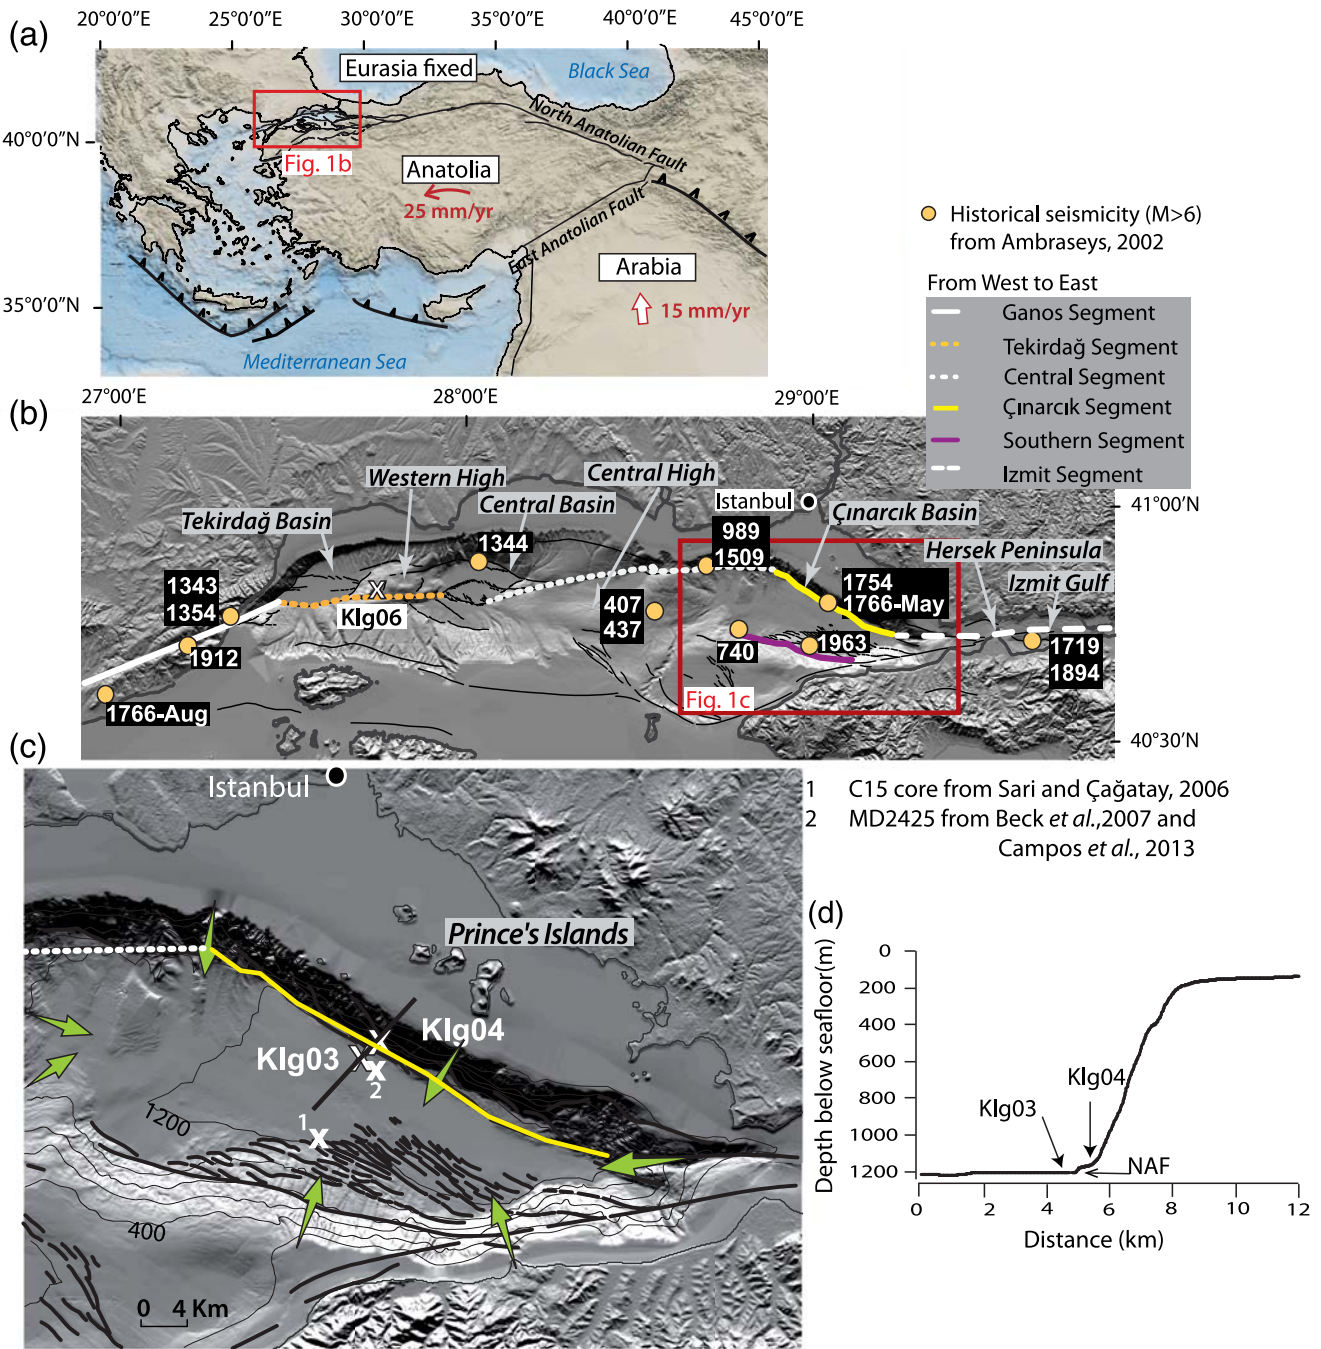 (a)
20°0'0"E 25°0'0"E 30°0'0"E 35°0'0"E 40°0'0"E 45°0'0"E
Eurasia fixed
Black Sea
North Anatolian Fault
40°0'0"N
Fig. 1b
Anatolia
25 mm/yr
East Anatolian Fault
Arabia
15 mm/yr
35°0'0"N
Mediterranean Sea
Historical seismicity (M>6)
from Ambraseys, 2002
From West to East
Ganos Segment
Tekirdağ Segment
Central Segment
Çınarcık Segment
Southern Segment
Izmit Segment
(b)
27°00'E 28°00'E 29°00'E
Western High
Central High
Istanbul
Central Basin
Çınarcık Basin
41°00'N
Tekirdağ Basin
1344
989
1509
Hersek Peninsula
Izmit Gulf
1343
1354
X
Klg06
1754
1766-May
407
437
1912
740
1963
1719
1894
1766-Aug
Fig. 1c
40°30'N
(c)
Istanbul
1 C15 core from Sari and Çağatay, 2006
2 MD2425 from Beck et al.,2007 and
Campos et al., 2013
Prince's Islands
Klg04
Klg03
X
X
X
2
1200
1
X
400
0 4 Km
(d)
Depth below seafloor(m)
0
200
400
600
800
1000
1200
Klg04
Klg03
NAF
0 2 4 6 8 10 12
Distance (km)